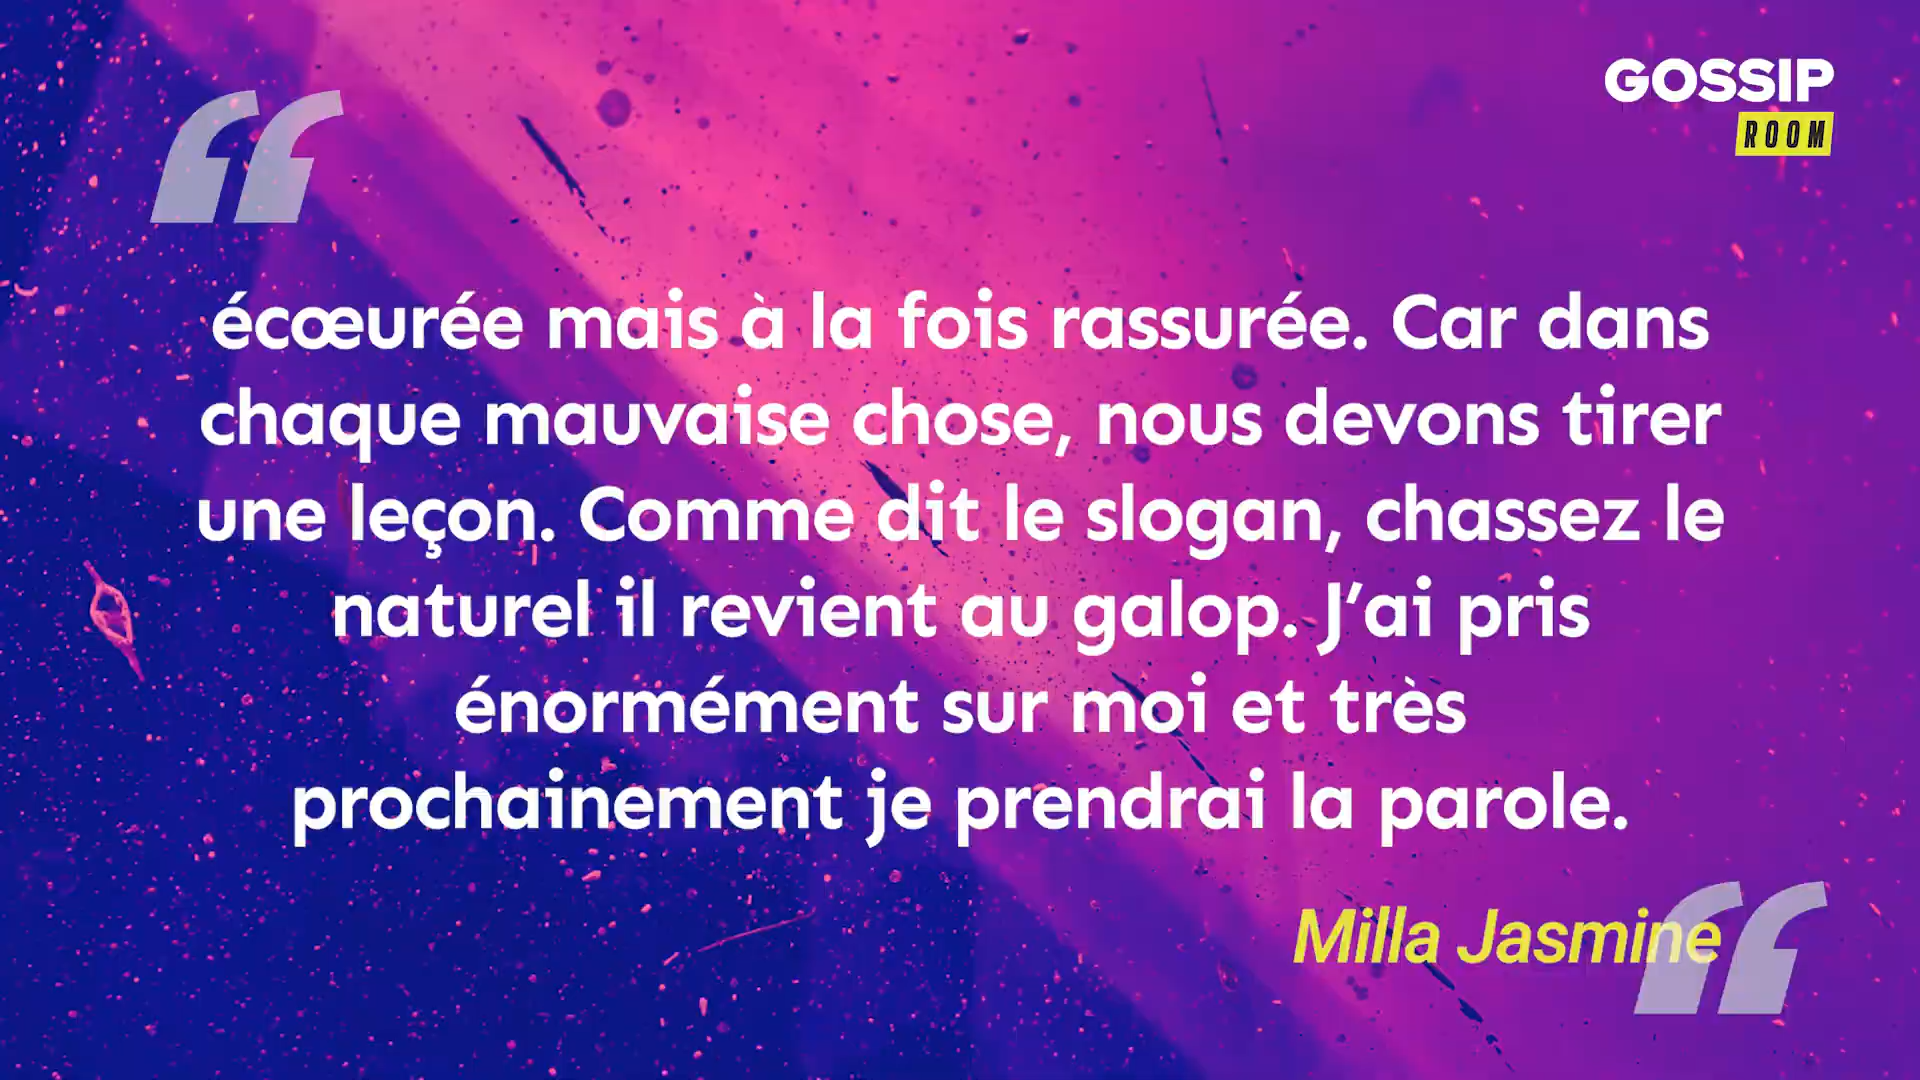 GOSSIP
ROOM
“
écœurée mais à la fois rassurée. Car dans
chaque mauvaise chose, nous devons tirer
une leçon. Comme dit le slogan, chassez le
naturel il revient au galop. J’ai pris
énormément sur moi et très
prochainement je prendrai la parole.
Milla Jasmine
“